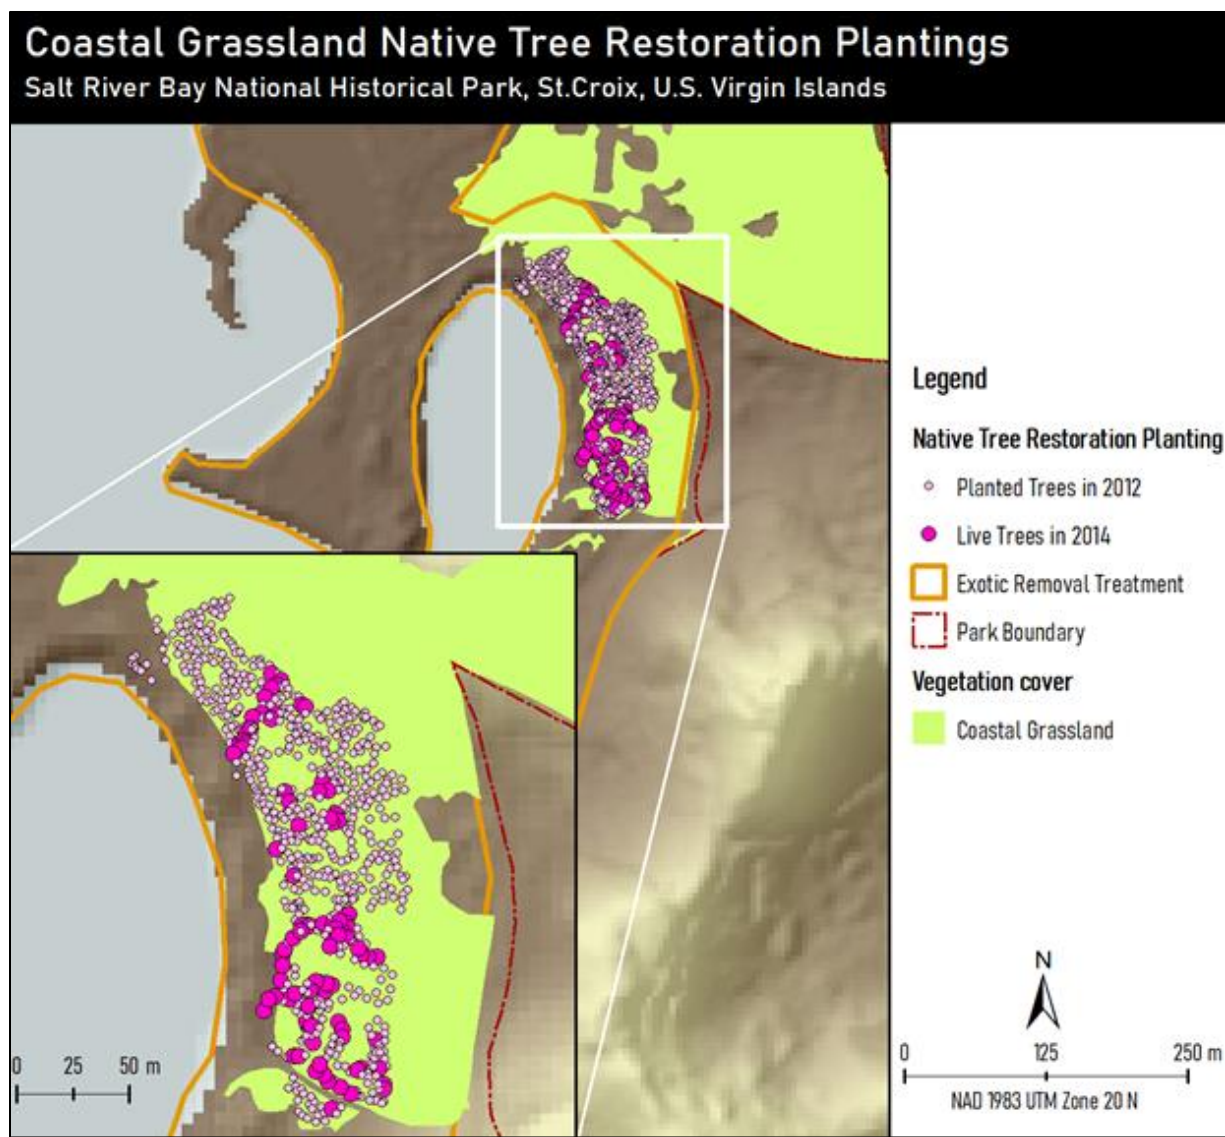 Coastal Grassland Native Tree Restoration Plantings
Salt River Bay National Historical Park, St.Croix, U.S. Virgin Islands
Legend
Native Tree Restoration Planting
Planted Trees in 2012
Live Trees in 2014
Exotic Removal Treatment
Park Boundary
Vegetation cover
Coastal Grassland
N
0 125 250 m
NAD 1983 UTM Zone 20 N
0 25 50 m